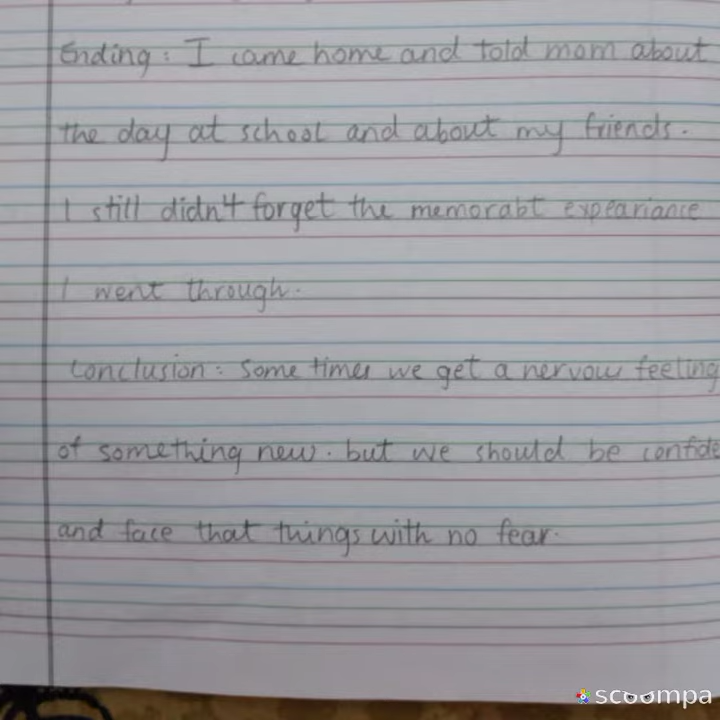 Ending : I came home and told mom about
the day at school and about my friends.
I still didn't forget the memorabt expeariance
I went through.
Conclusion : Some times we get a nervou feeling
of something new. but we should be confide
and face that things with no fear.
scoompa